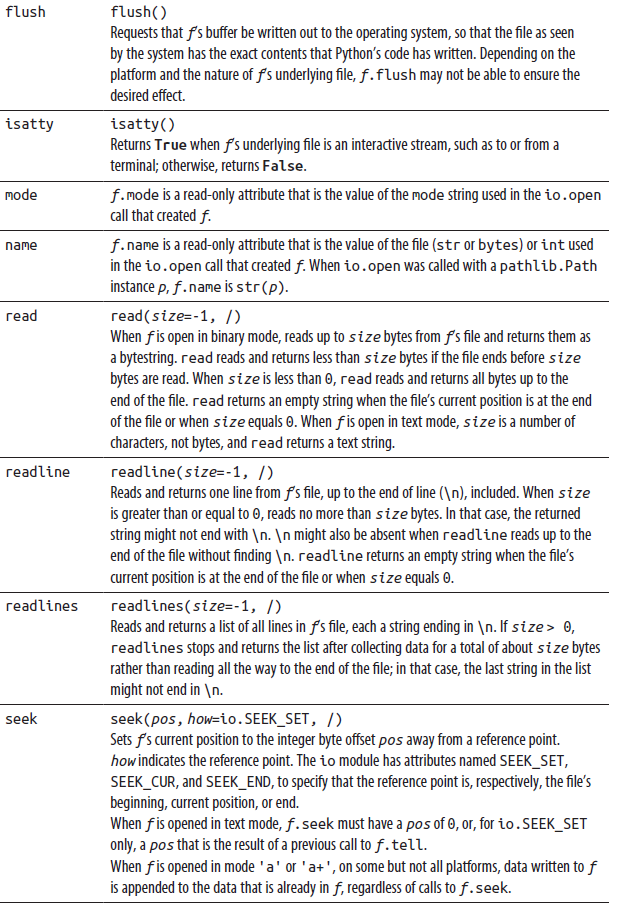 flush flush()
Requests that f’s buffer be written out to the operating system, so that the file as seen
by the system has the exact contents that Python’s code has written. Depending on the
platform and the nature of f’s underlying file, f.flush may not be able to ensure the
desired effect.
isatty isatty()
Returns True when f’s underlying file is an interactive stream, such as to or from a
terminal; otherwise, returns False.
mode f.mode is a read-only attribute that is the value of the mode string used in the io.open
call that created f.
name f.name is a read-only attribute that is the value of the file (str or bytes) or int used
in the io.open call that created f. When io.open was called with a pathlib.Path
instance p, f.name is str(p).
read read(size=-1, /)
When f is open in binary mode, reads up to size bytes from f’s file and returns them as
a bytestring. read reads and returns less than size bytes if the file ends before size
bytes are read. When size is less than 0, read reads and returns all bytes up to the
end of the file. read returns an empty string when the file’s current position is at the end
of the file or when size equals 0. When f is open in text mode, size is a number of
characters, not bytes, and read returns a text string.
readline readline(size=-1, /)
Reads and returns one line from f’s file, up to the end of line (\n), included. When size
is greater than or equal to 0, reads no more than size bytes. In that case, the returned
string might not end with \n. \n might also be absent when readline reads up to the
end of the file without finding \n. readline returns an empty string when the file’s
current position is at the end of the file or when size equals 0.
readlines readlines(size=-1, /)
Reads and returns a list of all lines in f’s file, each a string ending in \n. If size > 0,
readlines stops and returns the list after collecting data for a total of about size bytes
rather than reading all the way to the end of the file; in that case, the last string in the list
might not end in \n.
seek seek(pos, how=io.SEEK_SET, /)
Sets f’s current position to the integer byte offset pos away from a reference point.
how indicates the reference point. The io module has attributes named SEEK_SET,
SEEK_CUR, and SEEK_END, to specify that the reference point is, respectively, the file’s
beginning, current position, or end.
When f is opened in text mode, f.seek must have a pos of 0, or, for io.SEEK_SET
only, a pos that is the result of a previous call to f.tell.
When f is opened in mode 'a' or 'a+', on some but not all platforms, data written to f
is appended to the data that is already in f, regardless of calls to f.seek.